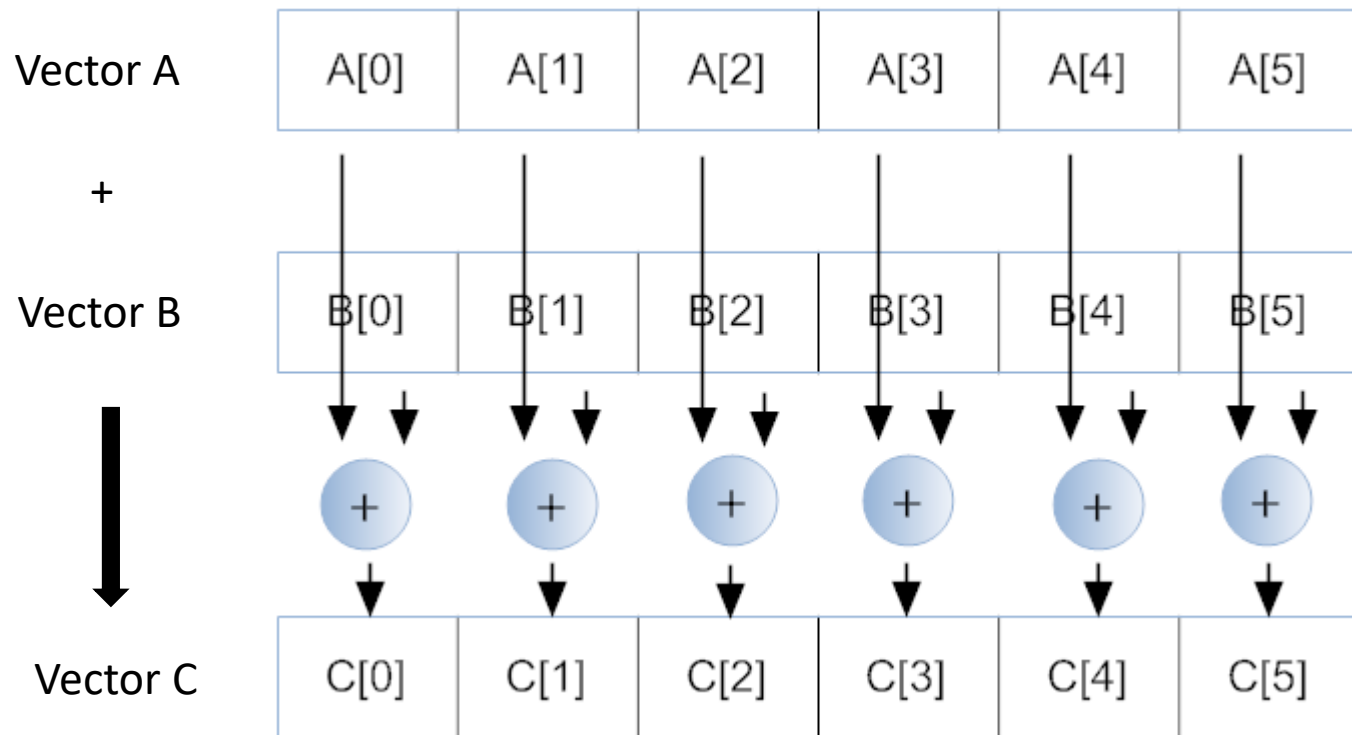 Vector A A[0] A[1] A[2] A[3] A[4] A[5]
+
Vector B B[0] B[1] B[2] B[3] B[4] B[5]
+ + + + + +
Vector C C[0] C[1] C[2] C[3] C[4] C[5]